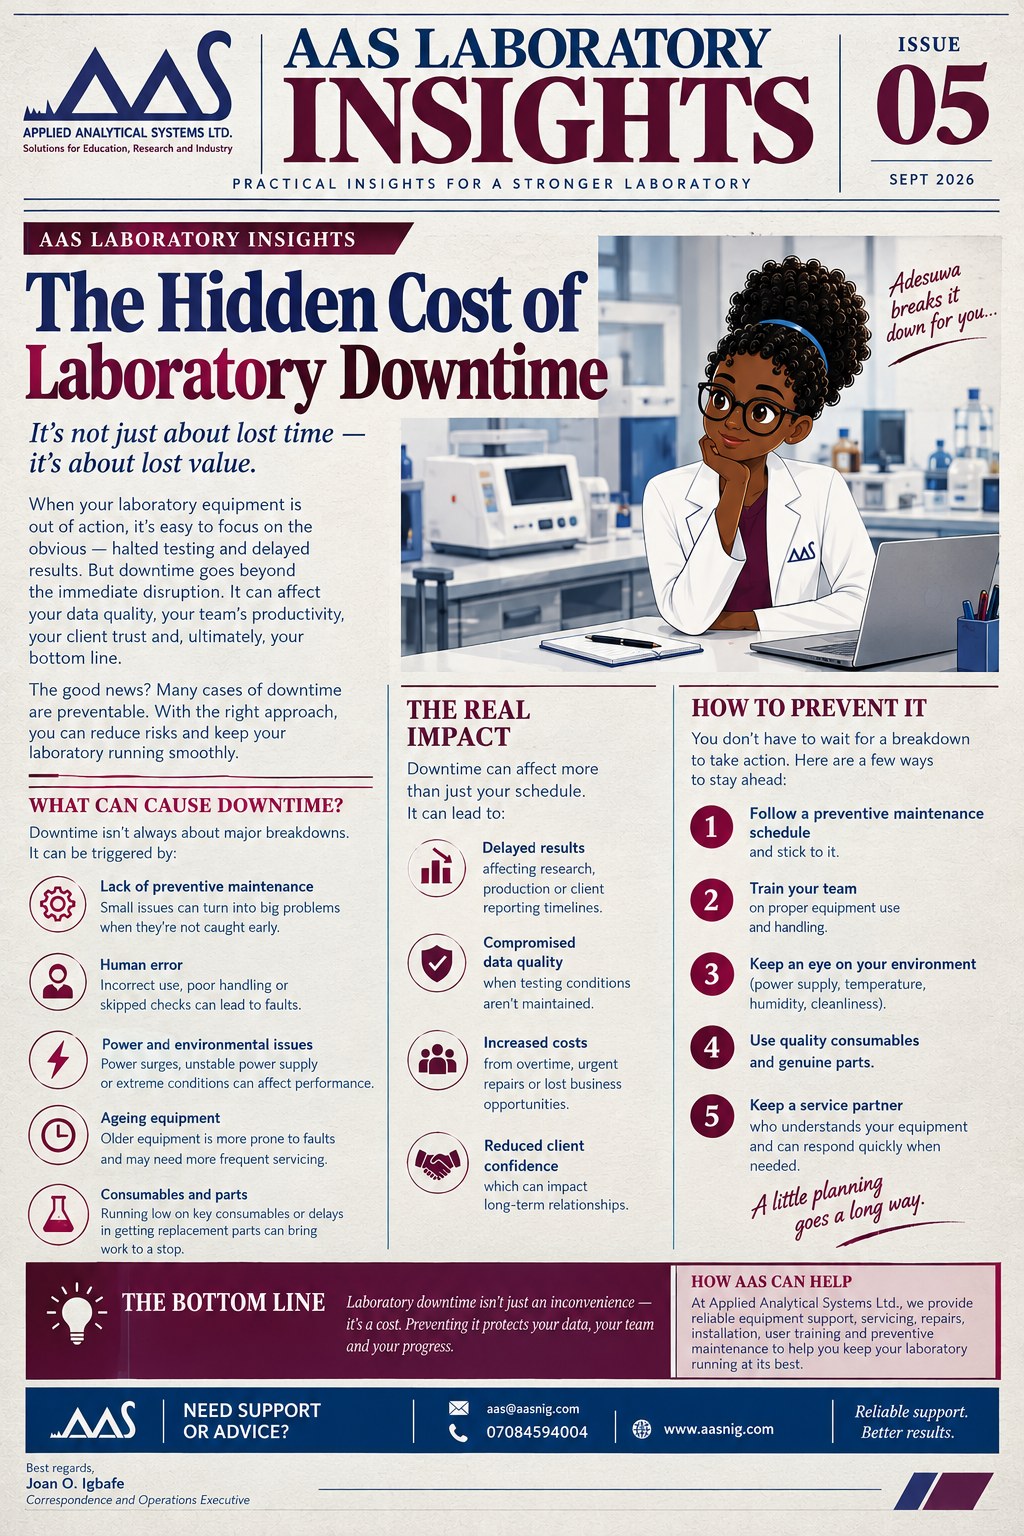 AAS
APPLIED ANALYTICAL SYSTEMS LTD.
Solutions for Education, Research and Industry
AAS LABORATORY
INSIGHTS
PRACTICAL INSIGHTS FOR A STRONGER LABORATORY
ISSUE
05
SEPT 2026
AAS LABORATORY INSIGHTS
The Hidden Cost of
Laboratory Downtime
It's not just about lost time —
it's about lost value.
Adesuwa
breaks it
down for you...
AAS
When your laboratory equipment is
out of action, it's easy to focus on the
obvious — halted testing and delayed
results. But downtime goes beyond
the immediate disruption. It can affect
your data quality, your team's productivity,
your client trust and, ultimately, your
bottom line.
The good news? Many cases of downtime
are preventable. With the right approach,
you can reduce risks and keep your
laboratory running smoothly.
WHAT CAN CAUSE DOWNTIME?
Downtime isn't always about major breakdowns.
It can be triggered by:
Lack of preventive maintenance
Small issues can turn into big problems
when they're not caught early.
Human error
Incorrect use, poor handling or
skipped checks can lead to faults.
Power and environmental issues
Power surges, unstable power supply
or extreme conditions can affect performance.
Ageing equipment
Older equipment is more prone to faults
and may need more frequent servicing.
Consumables and parts
Running low on key consumables or delays
in getting replacement parts can bring
work to a stop.
THE REAL
IMPACT
Downtime can affect more
than just your schedule.
It can lead to:
Delayed results
affecting research,
production or client
reporting timelines.
Compromised
data quality
when testing conditions
aren't maintained.
Increased costs
from overtime, urgent
repairs or lost business
opportunities.
Reduced client
confidence
which can impact
long-term relationships.
HOW TO PREVENT IT
You don't have to wait for a breakdown
to take action. Here are a few ways
to stay ahead:
1
Follow a preventive maintenance
schedule
and stick to it.
2
Train your team
on proper equipment use
and handling.
3
Keep an eye on your environment
(power supply, temperature,
humidity, cleanliness).
4
Use quality consumables
and genuine parts.
5
Keep a service partner
who understands your equipment
and can respond quickly when
needed.
A little planning
goes a long way.
THE BOTTOM LINE
Laboratory downtime isn't just an inconvenience —
it's a cost. Preventing it protects your data, your team
and your progress.
HOW AAS CAN HELP
At Applied Analytical Systems Ltd., we provide
reliable equipment support, servicing, repairs,
installation, user training and preventive
maintenance to help you keep your laboratory
running at its best.
AAS
NEED SUPPORT
OR ADVICE?
aas@aasnig.com
07084594004
www.aasnig.com
Reliable support.
Better results.
Best regards,
Joan O. Igbafe
Correspondence and Operations Executive